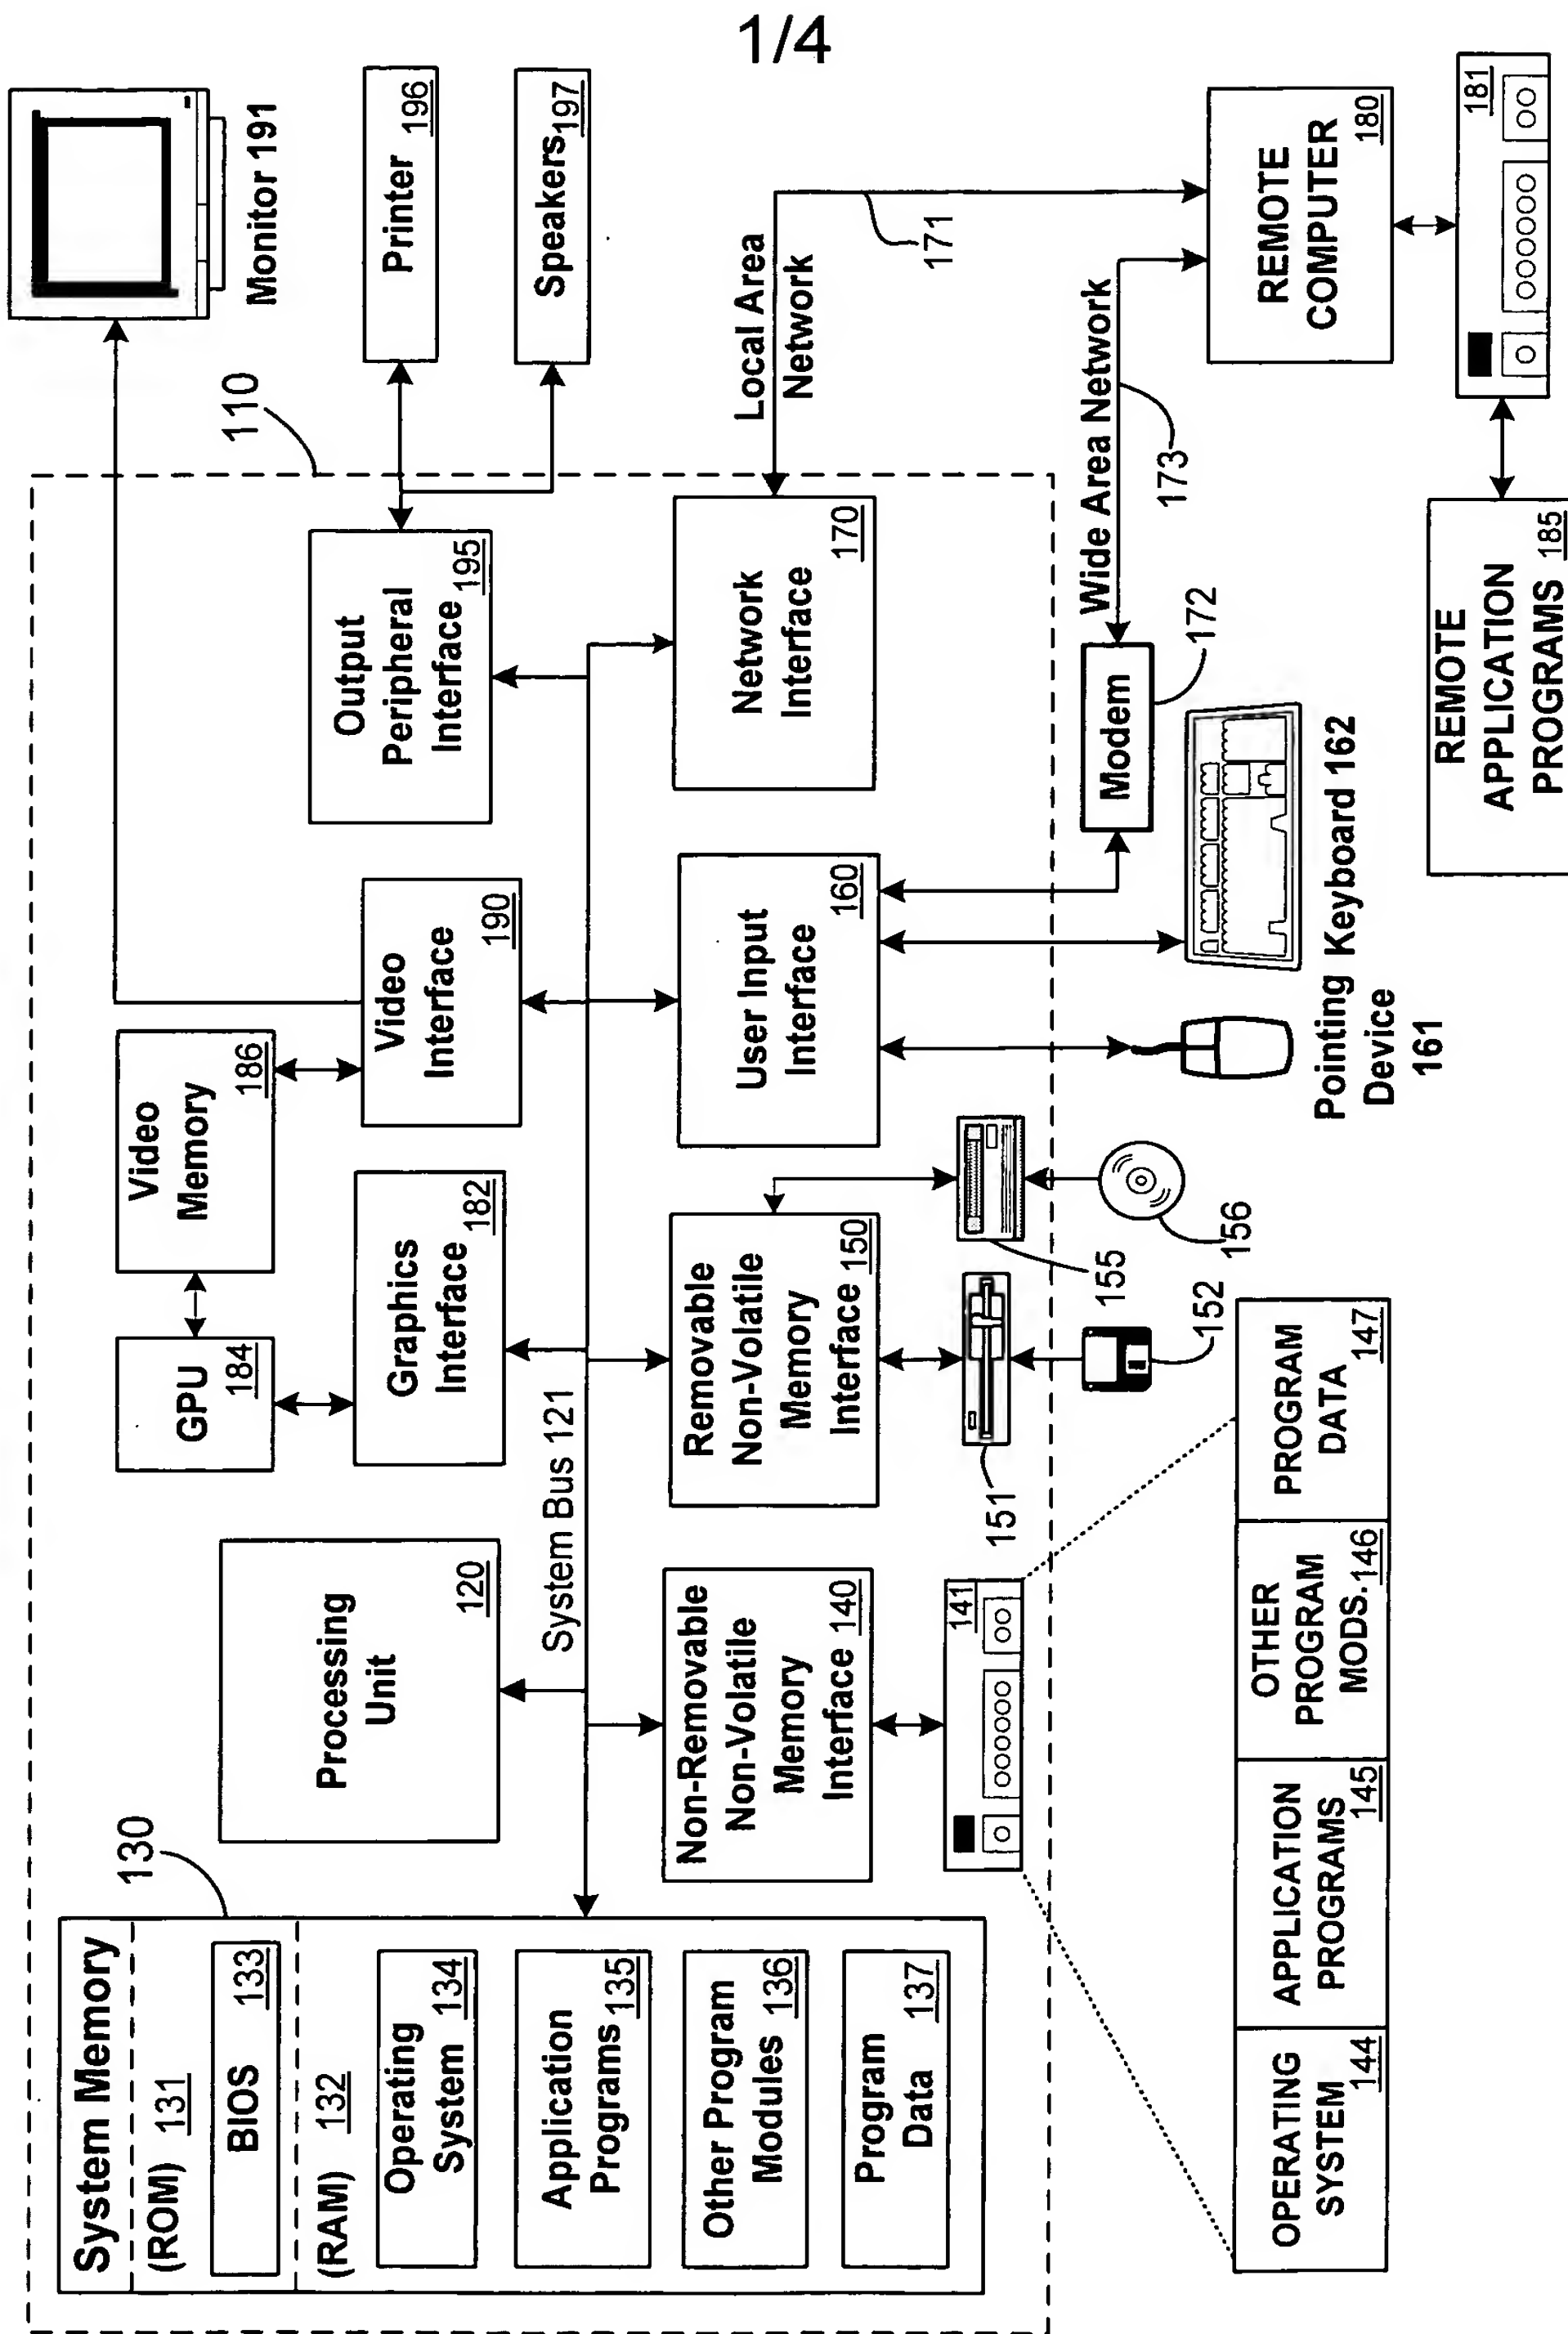 1/4
System Memory
(ROM) 131
BIOS 133
(RAM) 132
Operating
System 134
Application
Programs 135
Other Program
Modules 136
Program
Data 137
130
Processing
Unit
120
System Bus 121
GPU
184
Video
Memory
186
Graphics
Interface
182
Video
Interface
190
Output
Peripheral
Interface 195
110
Monitor 191
Printer 196
Speakers 197
Non-Removable
Non-Volatile
Memory
Interface 140
Removable
Non-Volatile
Memory
Interface 150
User Input
Interface
160
Network
Interface
170
Local Area
Network
171
Wide Area Network
173
Modem
172
141
151
152
155
156
Pointing
Device
161
Keyboard 162
REMOTE
COMPUTER
180
181
REMOTE
APPLICATION
PROGRAMS 185
OPERATING
SYSTEM 144
APPLICATION
PROGRAMS 145
OTHER
PROGRAM
MODS. 146
PROGRAM
DATA 147